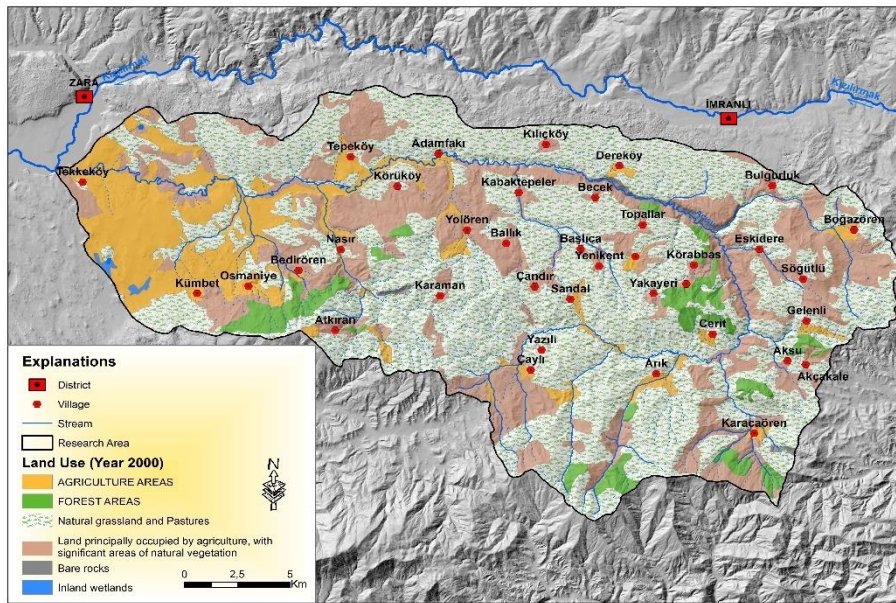 ZARA
Kızılırmak
Kızılırmak
İMRANLI
Tekkeköy
Tepeköy
Adamfakı
Kılıçköy
Dereköy
Körüköy
Kabaktepeler
Becek
Bulguduk
Topallar
Boğazören
Yolören
Ballık
Nasır
Başlıca
Eskidere
Bedirören
Yenikent
Körabbas
Söğütlü
Kümbet
Osmaniye
Karaman
Çandır
Sandal
Yakayeri
Gelenli
Atkıran
Cerit
Yazılı
Çaylı
Arık
Aksu
Akçakale
Karacaören
Explanations
District
Village
Stream
Research Area
Land Use (Year 2000)
AGRICULTURE AREAS
FOREST AREAS
Natural grassland and Pastures
Land principally occupied by agriculture, with
significant areas of natural vegetation
Bare rocks
Inland wetlands
N
0 2,5 5
Km